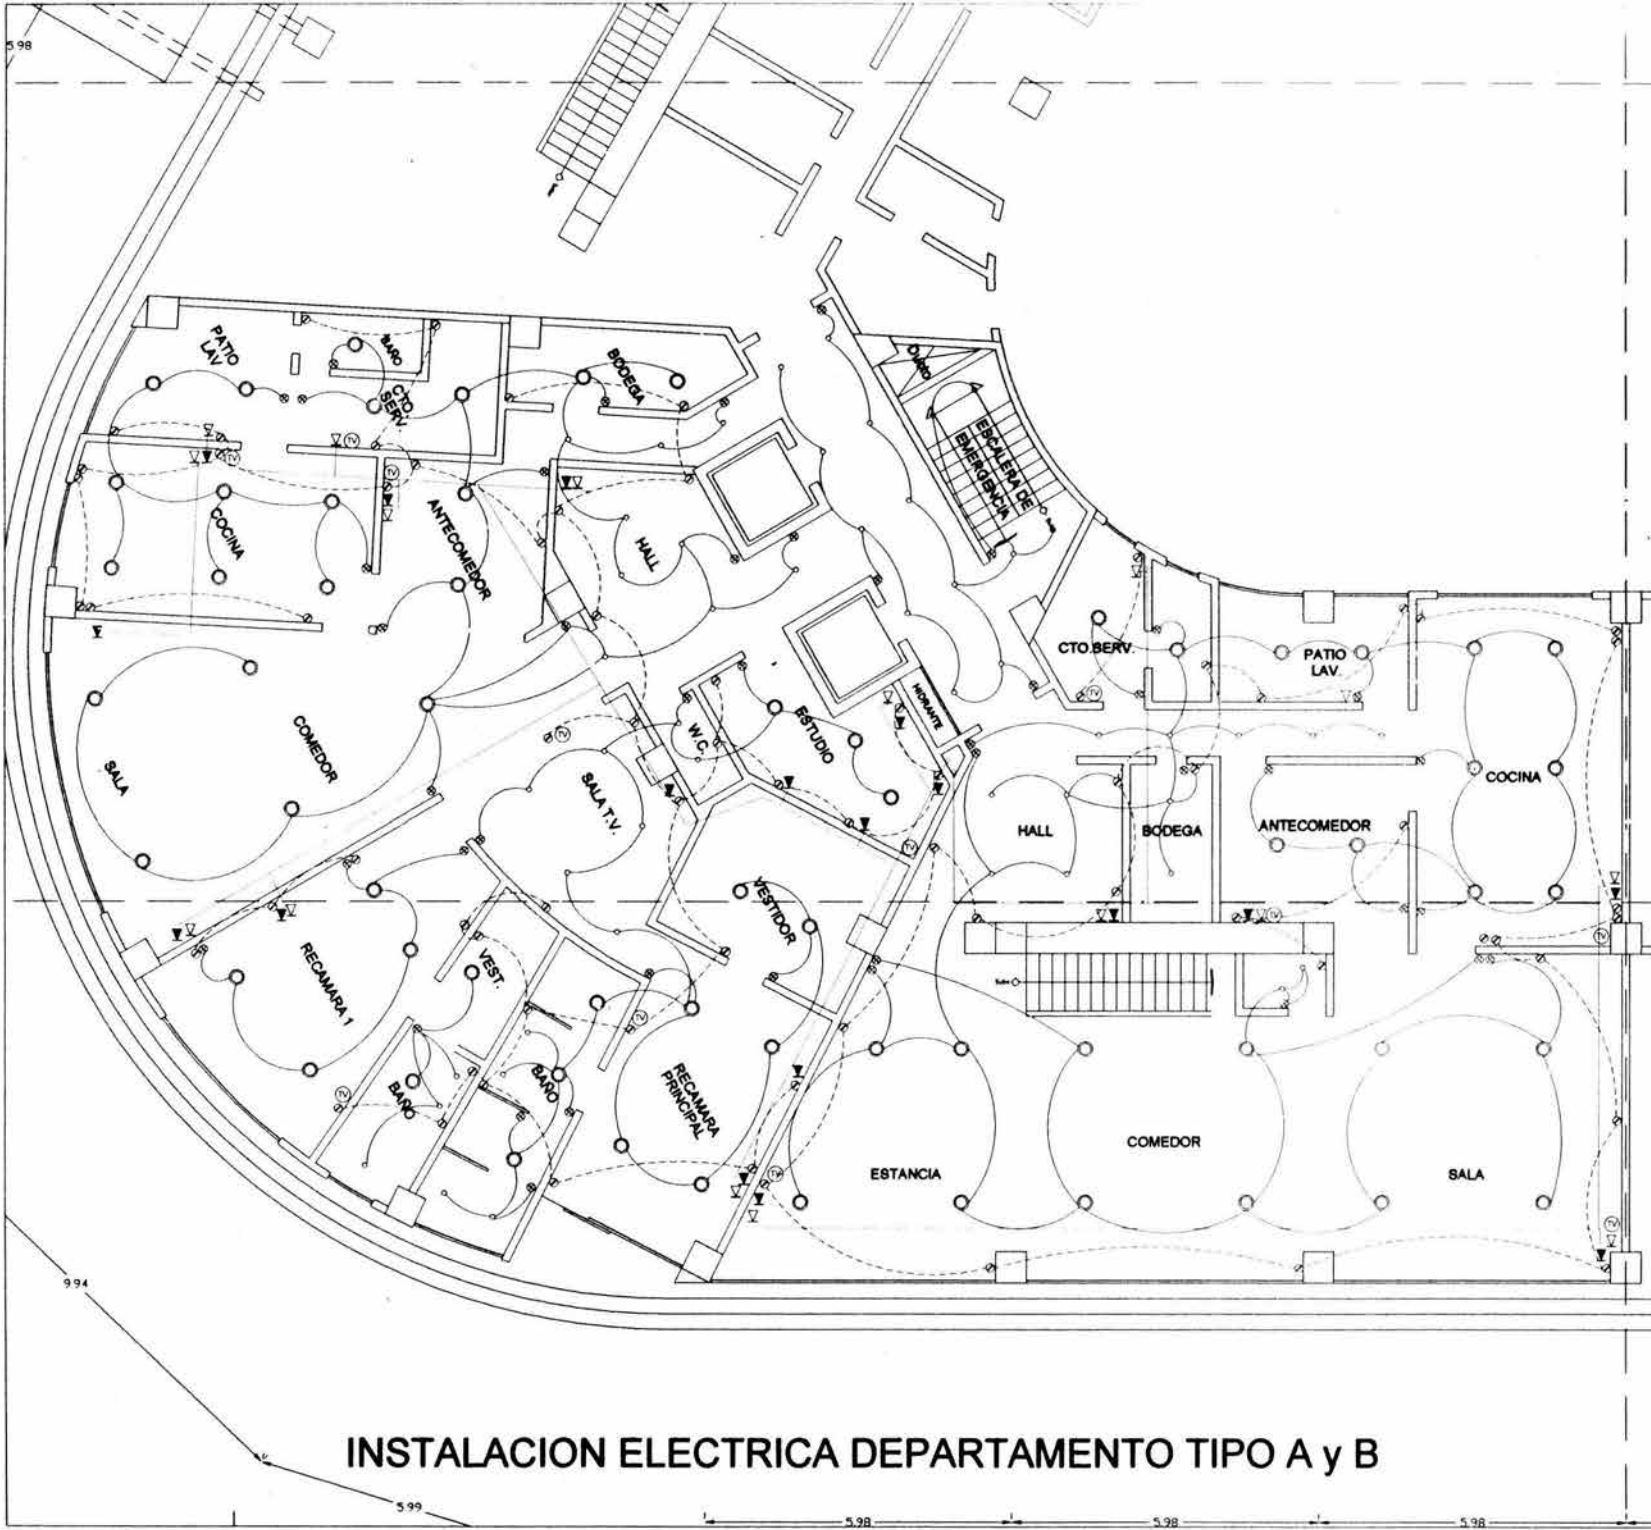 5.98
PATIO
LAV
BAÑO
CTO.
SERV.
BODEGA
Ducto
ESCALERA DE
EMERGENCIA
COCINA
ANTECOMEDOR
HALL
CTO.SERV.
PATIO
LAV.
HIDRANTE
W.C.
ESTUDIO
SALA
COMEDOR
SALA T.V.
COCINA
HALL
BODEGA
ANTECOMEDOR
VESTIDOR
RECAMARA 1
VEST.
BAÑO
BAÑO
RECAMARA
PRINCIPAL
ESTANCIA
COMEDOR
SALA
9.94
INSTALACION ELECTRICA DEPARTAMENTO TIPO A y B
5.99
5.98
5.98
5.98